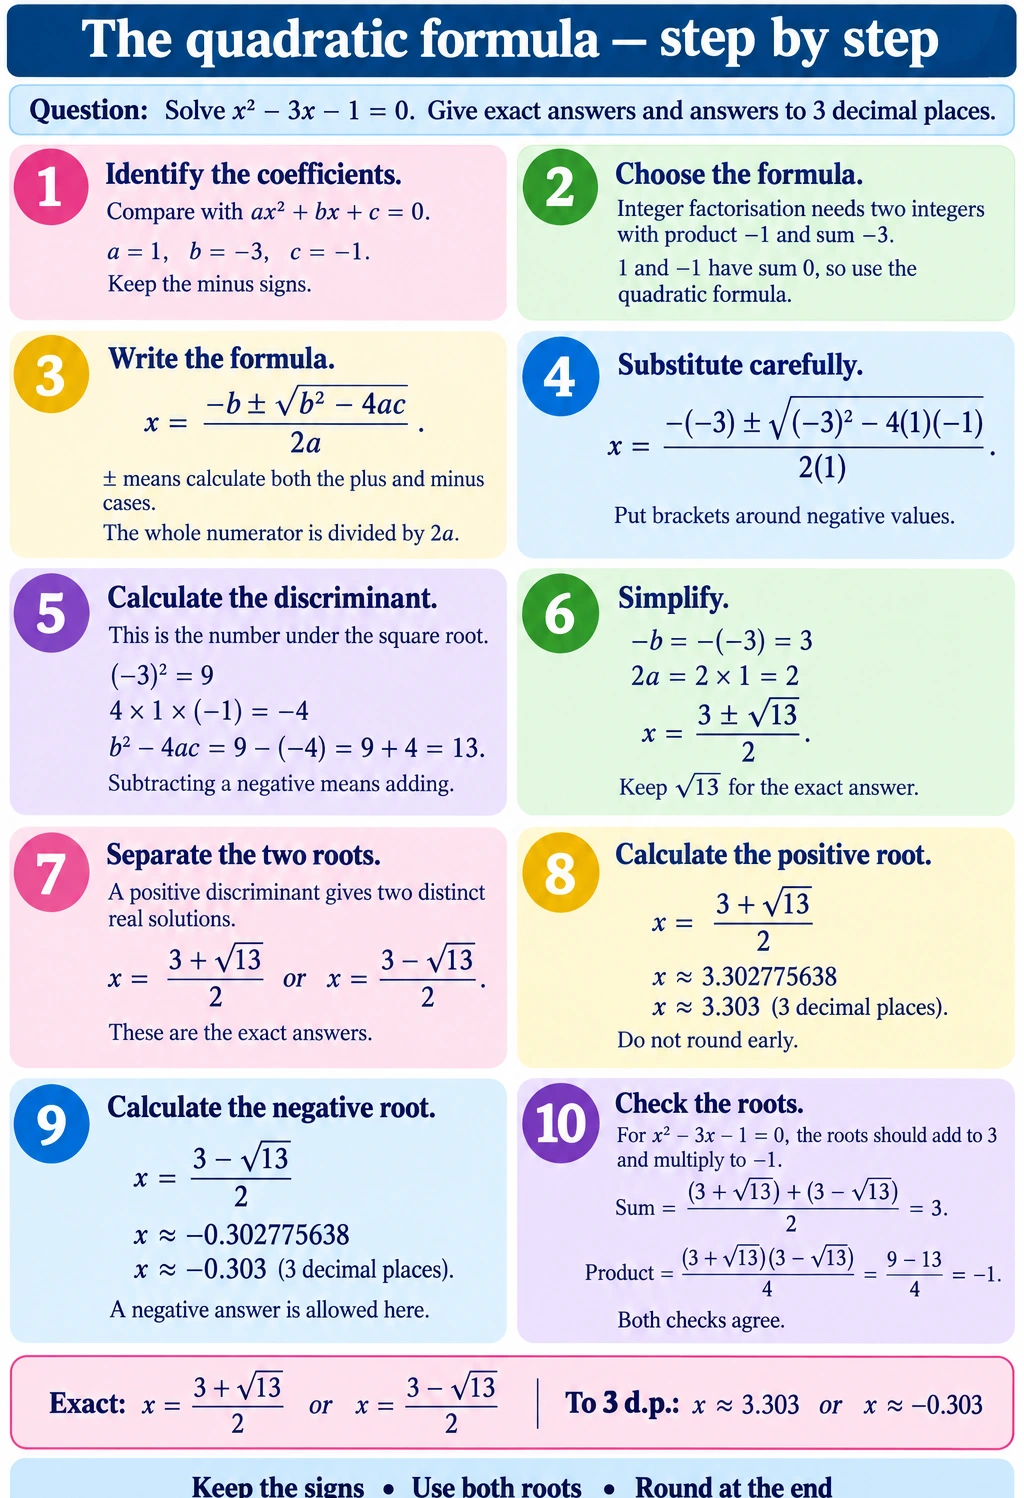 The quadratic formula — step by step
Question: Solve x² − 3x − 1 = 0. Give exact answers and answers to 3 decimal places.
1
Identify the coefficients.
Compare with ax² + bx + c = 0.
a = 1, b = −3, c = −1.
Keep the minus signs.
2
Choose the formula.
Integer factorisation needs two integers
with product −1 and sum −3.
1 and −1 have sum 0, so use the
quadratic formula.
3
Write the formula.
x = (−b ± √(b² − 4ac)) / 2a .
± means calculate both the plus and minus
cases.
The whole numerator is divided by 2a.
4
Substitute carefully.
x = (−(−3) ± √((−3)² − 4(1)(−1))) / 2(1) .
Put brackets around negative values.
5
Calculate the discriminant.
This is the number under the square root.
(−3)² = 9
4 × 1 × (−1) = −4
b² − 4ac = 9 − (−4) = 9 + 4 = 13.
Subtracting a negative means adding.
6
Simplify.
−b = −(−3) = 3
2a = 2 × 1 = 2
x = (3 ± √13) / 2 .
Keep √13 for the exact answer.
7
Separate the two roots.
A positive discriminant gives two distinct
real solutions.
x = (3 + √13) / 2 or x = (3 − √13) / 2 .
These are the exact answers.
8
Calculate the positive root.
x = (3 + √13) / 2
x ≈ 3.302775638
x ≈ 3.303 (3 decimal places).
Do not round early.
9
Calculate the negative root.
x = (3 − √13) / 2
x ≈ −0.302775638
x ≈ −0.303 (3 decimal places).
A negative answer is allowed here.
10
Check the roots.
For x² − 3x − 1 = 0, the roots should add to 3
and multiply to −1.
Sum = ((3 + √13) + (3 − √13)) / 2 = 3.
Product = ((3 + √13)(3 − √13)) / 4 = (9 − 13) / 4 = −1.
Both checks agree.
Exact: x = (3 + √13) / 2 or x = (3 − √13) / 2
To 3 d.p.: x ≈ 3.303 or x ≈ −0.303
Keep the signs • Use both roots • Round at the end